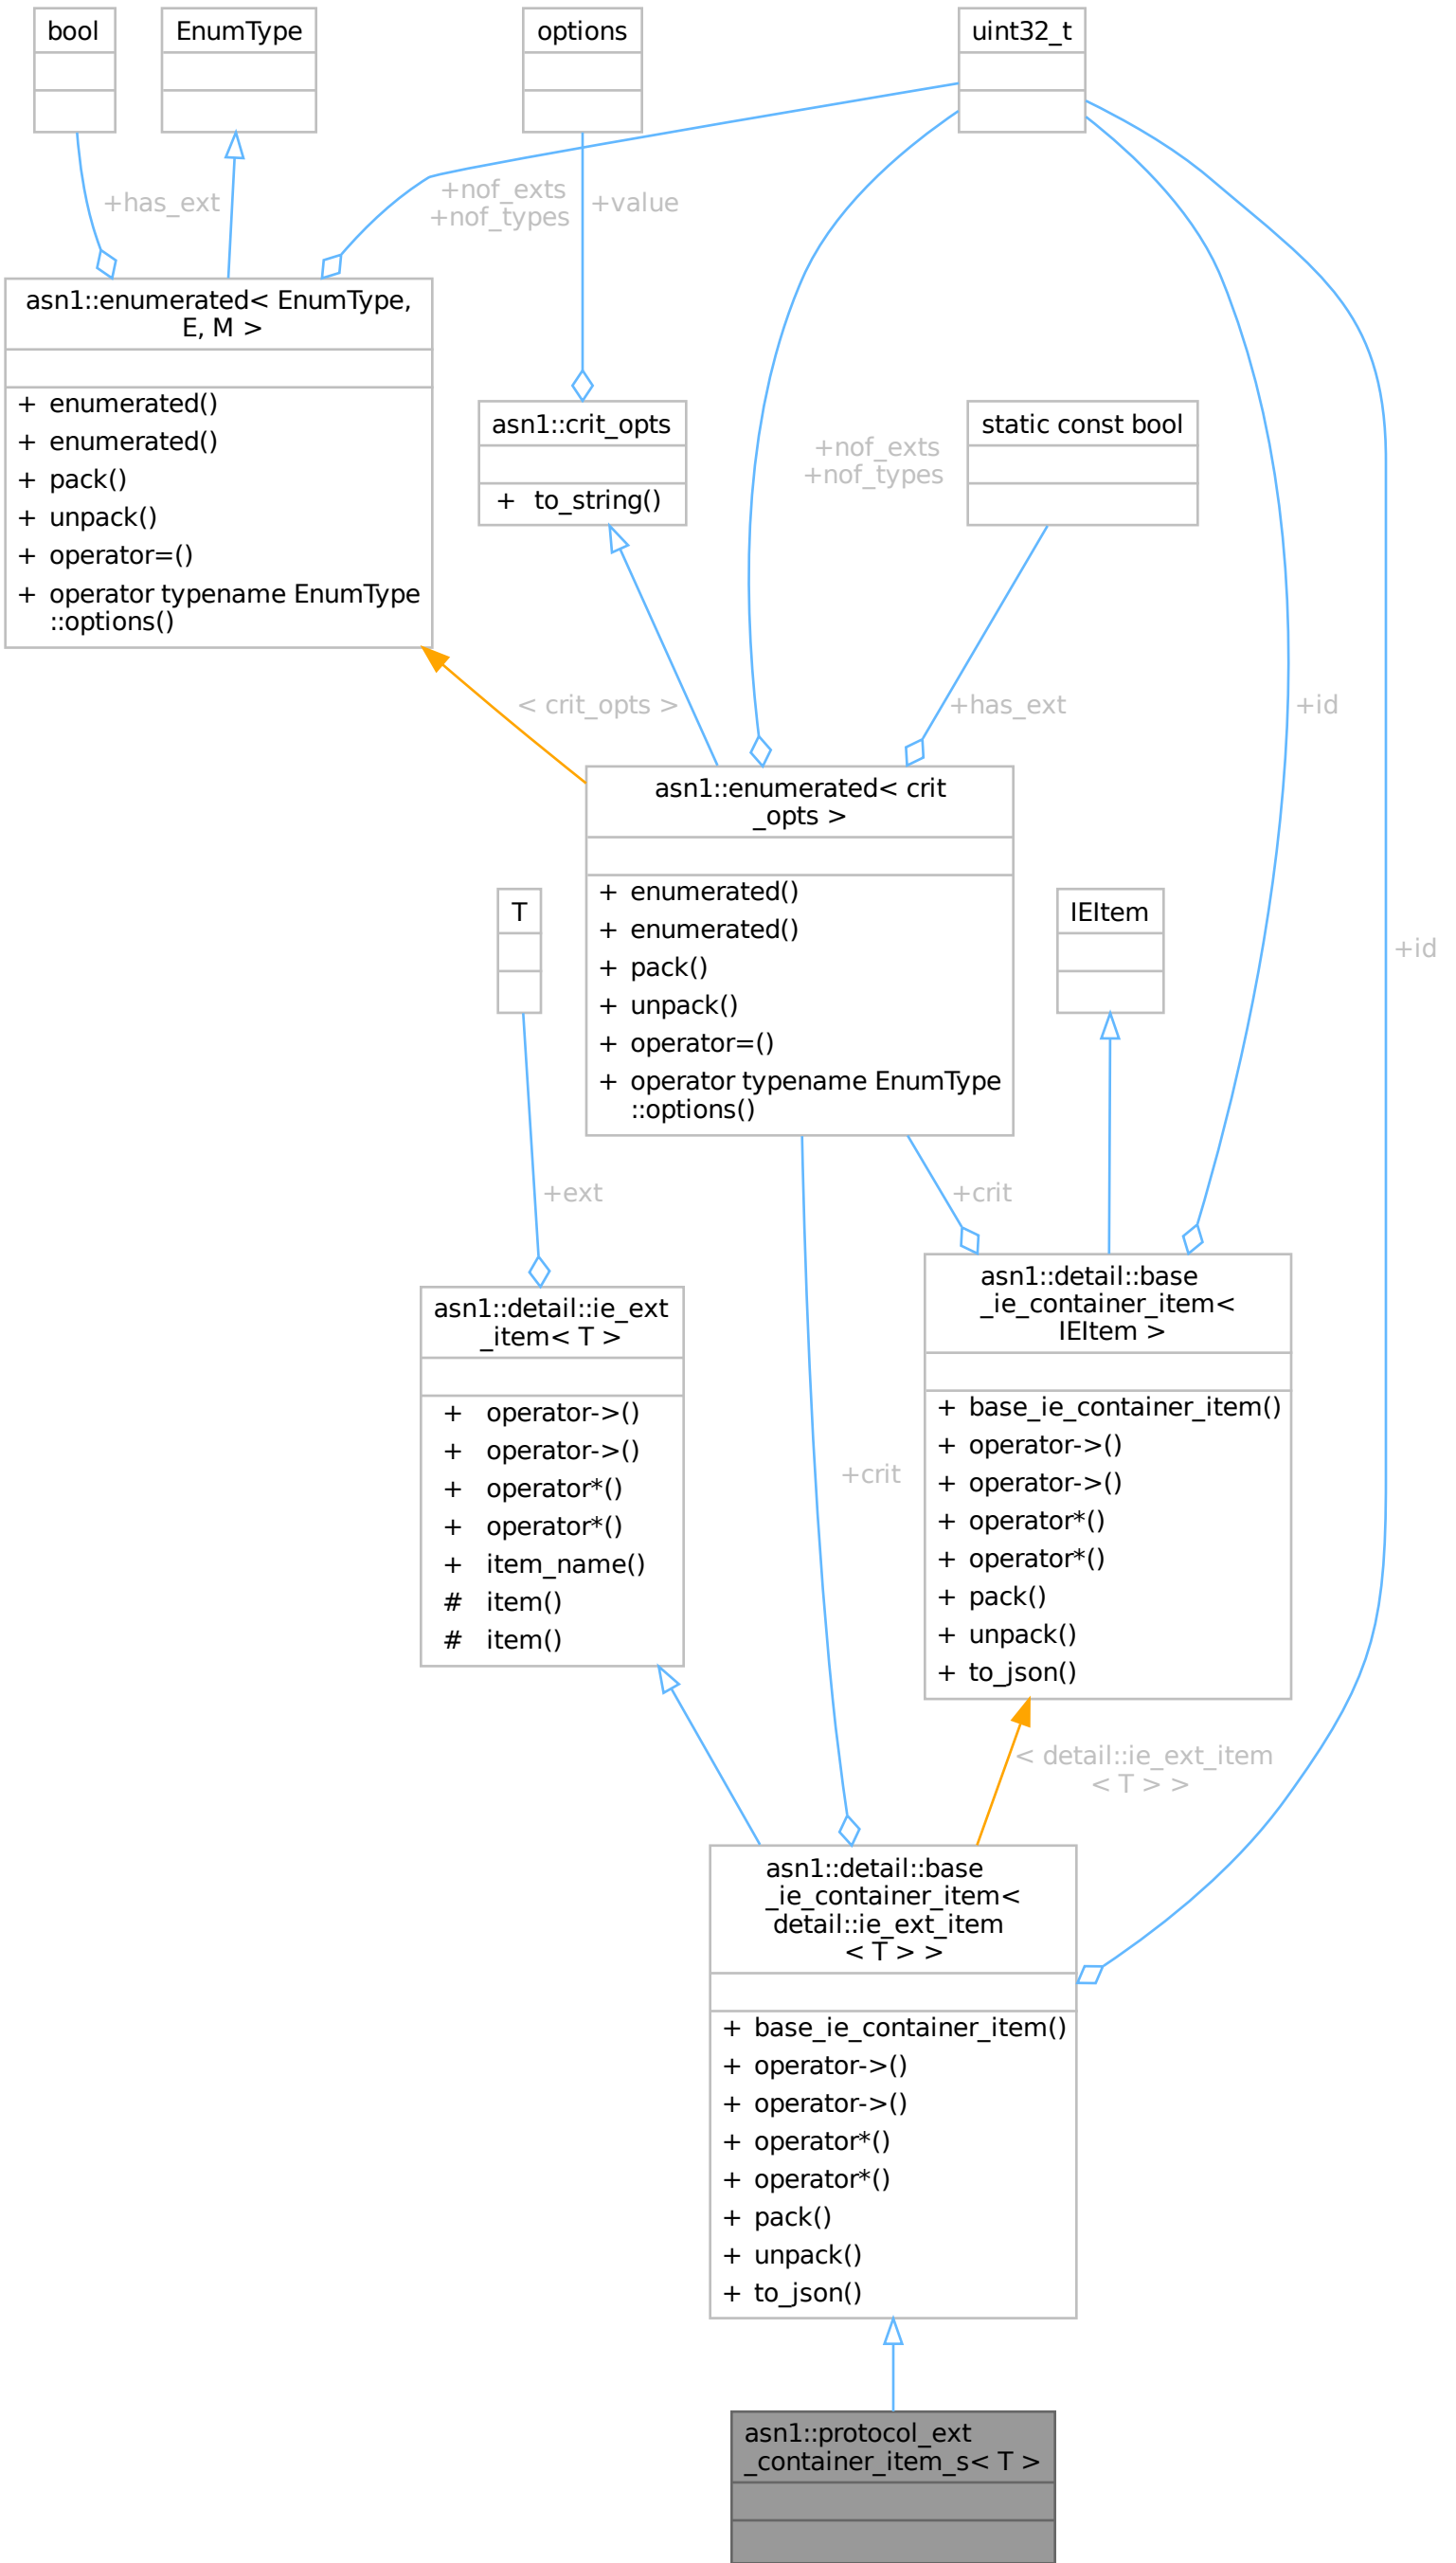 bool
EnumType
options
uint32_t
+has_ext
+nof_exts
+nof_types
+value
asn1::enumerated< EnumType,
E, M >
+ enumerated()
+ enumerated()
+ pack()
+ unpack()
+ operator=()
+ operator typename EnumType
::options()
asn1::crit_opts
+ to_string()
+nof_exts
+nof_types
static const bool
< crit_opts >
+has_ext
+id
asn1::enumerated< crit
_opts >
+ enumerated()
+ enumerated()
+ pack()
+ unpack()
+ operator=()
+ operator typename EnumType
::options()
T
IEItem
+id
+ext
+crit
asn1::detail::ie_ext
_item< T >
+ operator->()
+ operator->()
+ operator*()
+ operator*()
+ item_name()
# item()
# item()
asn1::detail::base
_ie_container_item<
IEItem >
+ base_ie_container_item()
+ operator->()
+ operator->()
+ operator*()
+ operator*()
+ pack()
+ unpack()
+ to_json()
+crit
< detail::ie_ext_item
< T > >
asn1::detail::base
_ie_container_item<
detail::ie_ext_item
< T > >
+ base_ie_container_item()
+ operator->()
+ operator->()
+ operator*()
+ operator*()
+ pack()
+ unpack()
+ to_json()
asn1::protocol_ext
_container_item_s< T >